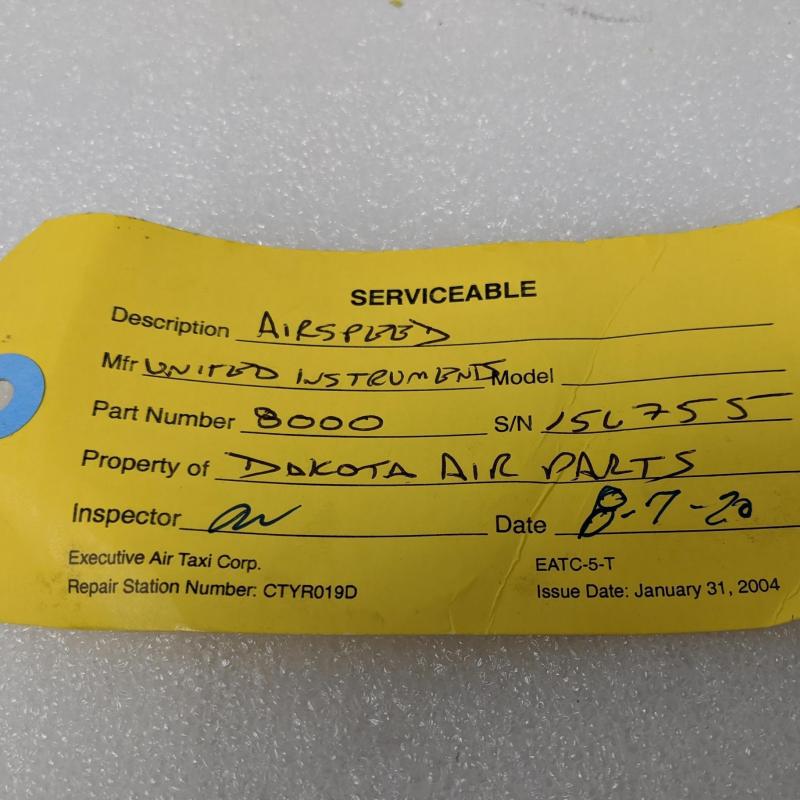 SERVICEABLE
Description AIRSPEED
Mfr UNITED INSTRUMENTS Model
Part Number 8000 S/N
Property of DAKOTA AIR PARTS
Inspector Date 8-7-20
Executive Air Taxi Corp. EATC-5-T
Repair Station Number: CTYR019D Issue Date: January 31, 2004